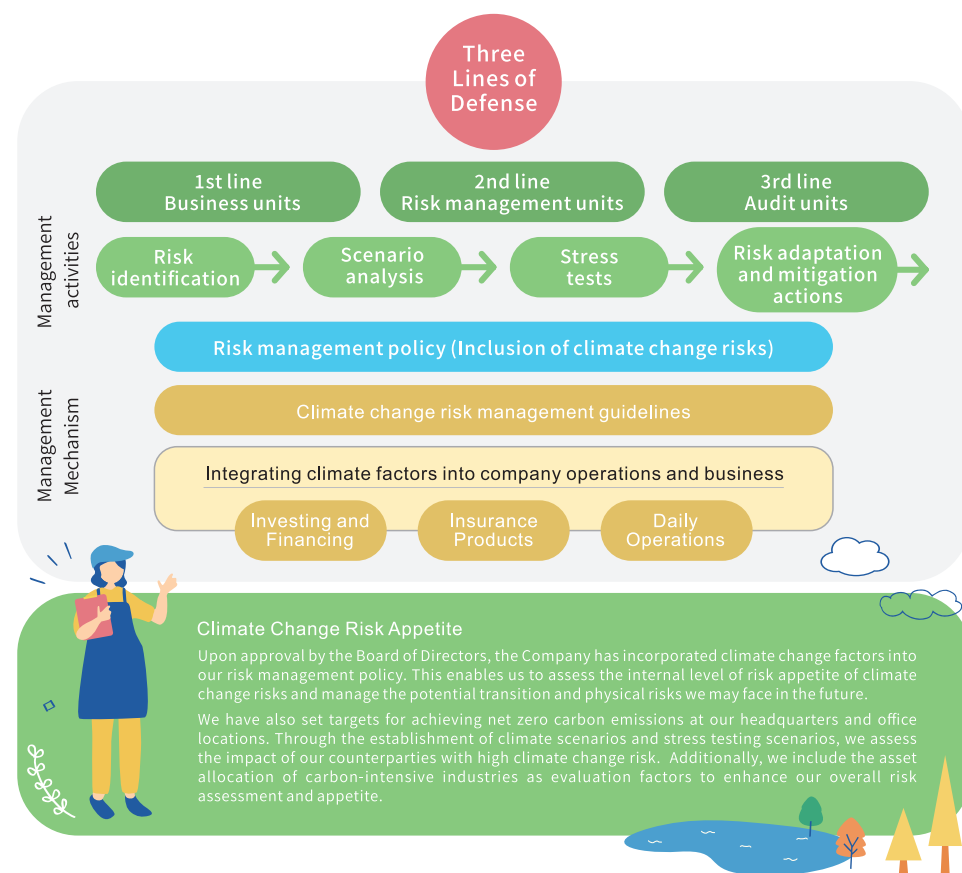 Three
Lines of
Defense
1st line
Business units
2nd line
Risk management units
3rd line
Audit units
Management
activities
Risk
identification
Scenario
analysis
Stress
tests
Risk adaptation
and mitigation
actions
Risk management policy (Inclusion of climate change risks)
Management
Mechanism
Climate change risk management guidelines
Integrating climate factors into company operations and business
Investing and
Financing
Insurance
Products
Daily
Operations
Climate Change Risk Appetite
Upon approval by the Board of Directors, the Company has incorporated climate change factors into
our risk management policy. This enables us to assess the internal level of risk appetite of climate
change risks and manage the potential transition and physical risks we may face in the future.
We have also set targets for achieving net zero carbon emissions at our headquarters and office
locations. Through the establishment of climate scenarios and stress testing scenarios, we assess
the impact of our counterparties with high climate change risk. Additionally, we include the asset
allocation of carbon-intensive industries as evaluation factors to enhance our overall risk
assessment and appetite.